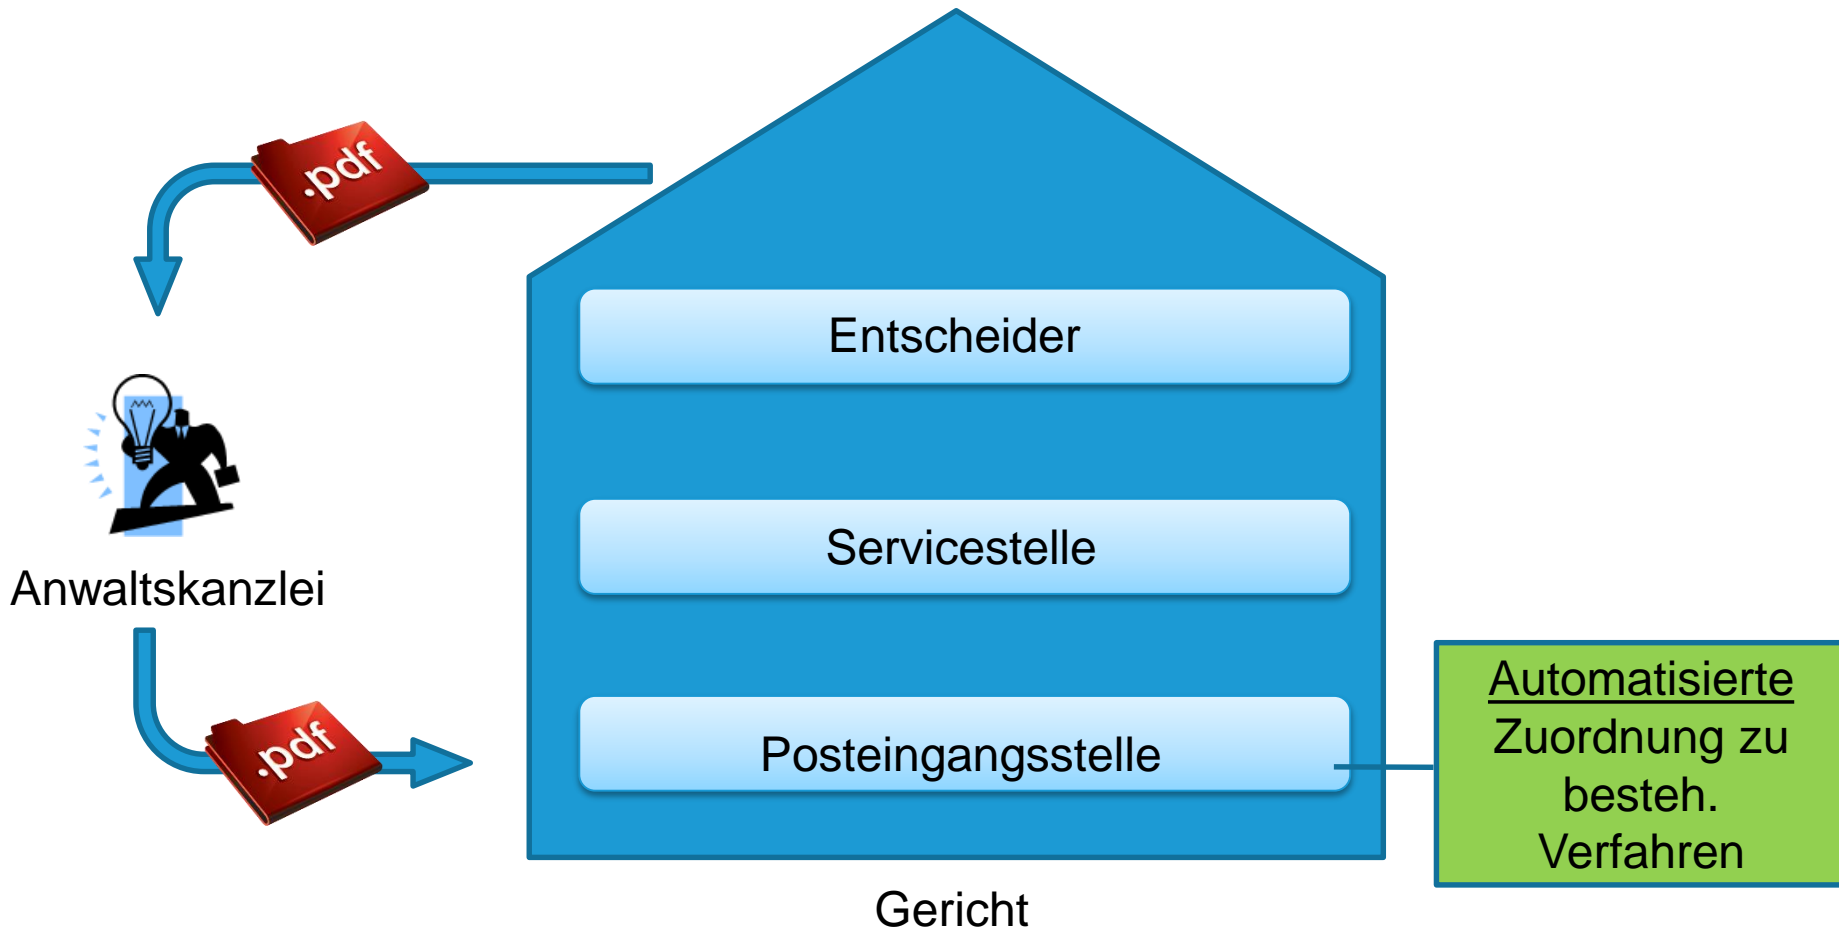 .pdf
Entscheider
Servicestelle
Anwaltskanzlei
Automatisierte
Zuordnung zu
besteh.
Verfahren
.pdf
Posteingangsstelle
Gericht